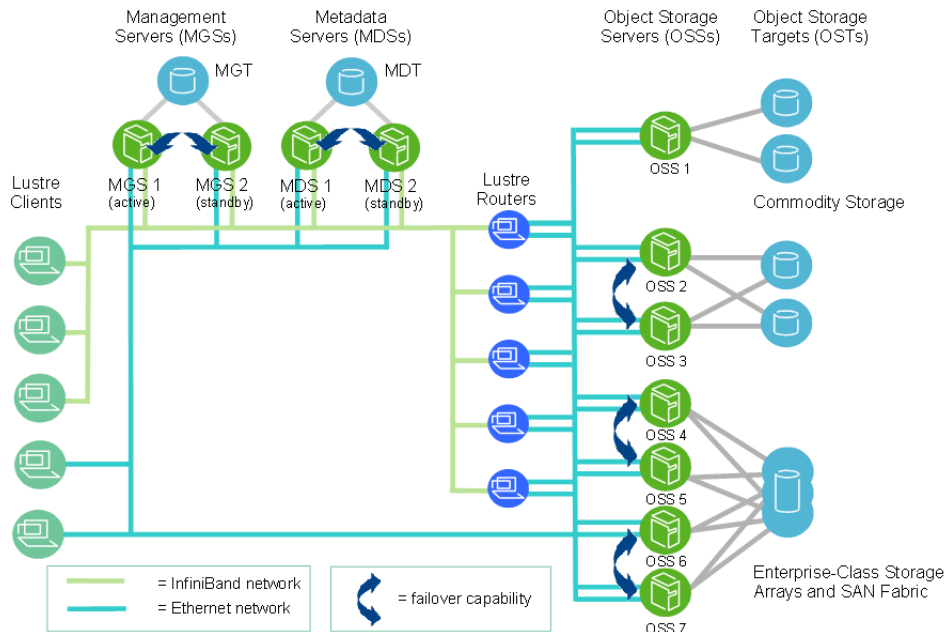 Management
Servers (MGSs)
Metadata
Servers (MDSs)
Object Storage
Servers (OSSs)
Object Storage
Targets (OSTs)
MGT
MDT
MGS 1
(active)
MGS 2
(standby)
MDS 1
(active)
MDS 2
(standby)
Lustre
Clients
Lustre
Routers
OSS 1
Commodity Storage
OSS 2
OSS 3
OSS 4
OSS 5
OSS 6
OSS 7
Enterprise-Class Storage
Arrays and SAN Fabric
= InfiniBand network
= Ethernet network
= failover capability